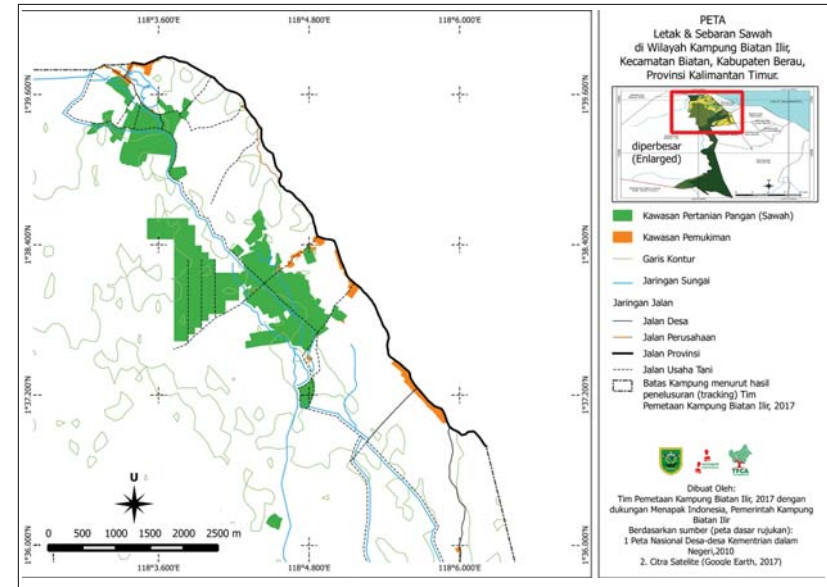 118°3.600'E
118°4.800'E
118°6.000'E
1°39.600'N
1°38.400'N
1°37.200'N
1°36.000'N
1°39.600'N
1°38.400'N
1°37.200'N
1°36.000'N
U
0 500 1000 1500 2000 2500 m
118°3.600'E
118°4.800'E
118°6.000'E
PETA
Letak & Sebaran Sawah
di Wilayah Kampung Biatan Ilir,
Kecamatan Biatan, Kabupaten Berau,
Provinsi Kalimantan Timur.
diperbesar
(Enlarged)
Kawasan Pertanian Pangan (Sawah)
Kawasan Pemukiman
Garis Kontur
Jaringan Sungai
Jaringan Jalan
Jalan Desa
Jalan Perusahaan
Jalan Provinsi
Jalan Usaha Tani
Batas Kampung menurut hasil
penelusuran (tracking) Tim
Pemetaan Kampung Biatan Ilir, 2017
TFCA
Dibuat Oleh:
Tim Pemetaan Kampung Biatan Ilir, 2017 dengan
dukungan Menapak Indonesia, Pemerintah Kampung
Biatan Ilir
Berdasarkan sumber (peta dasar rujukan):
1 Peta Nasional Desa-desa Kementrian dalam
Negeri,2010
2. Citra Satelite (Google Earth, 2017)